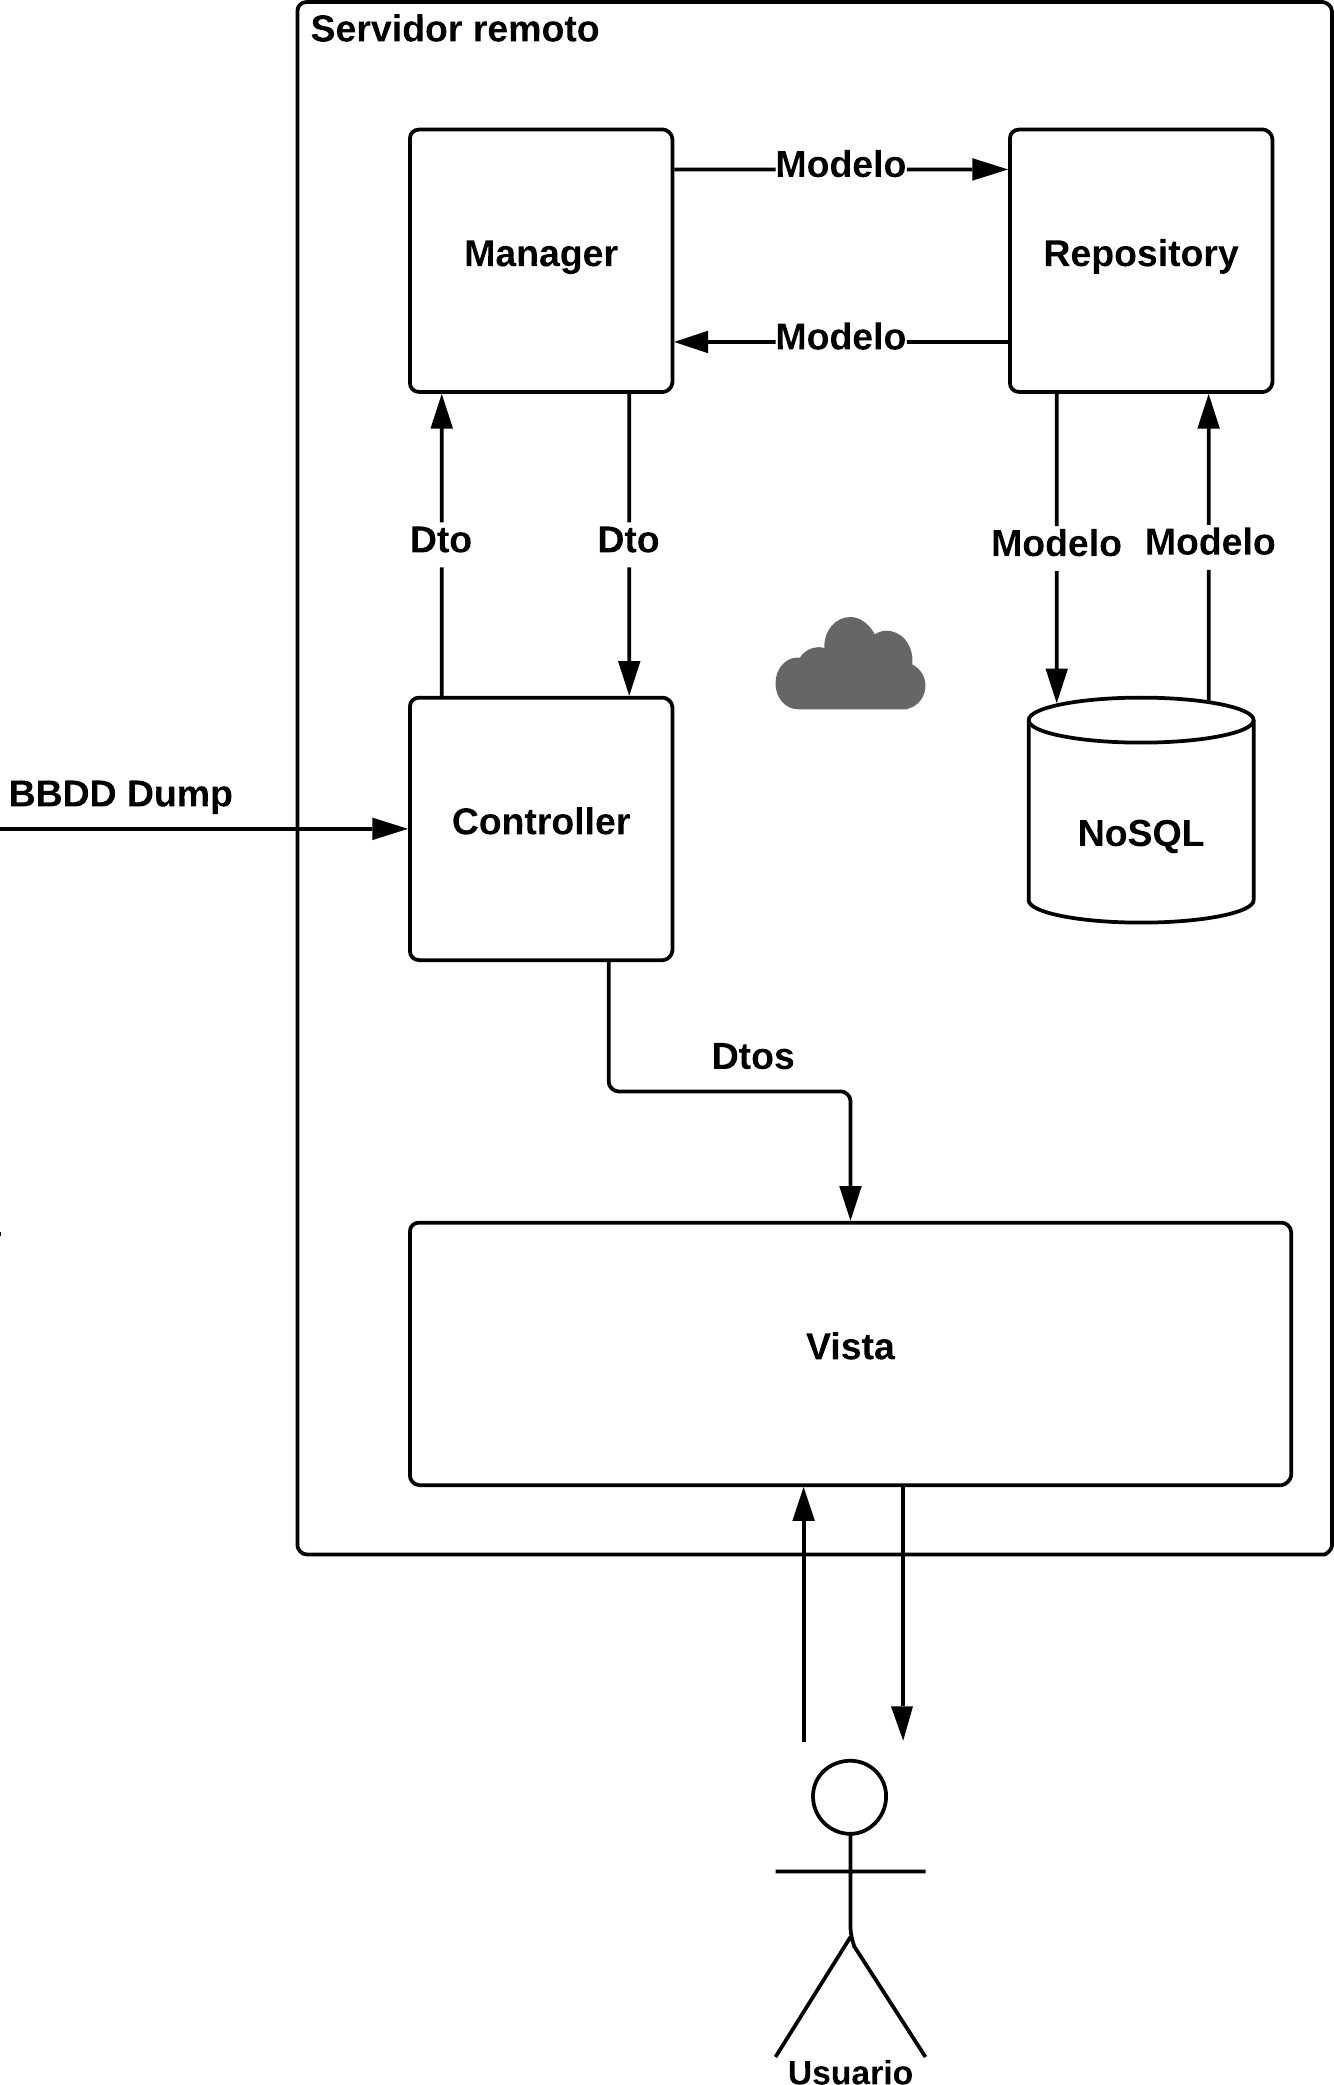 Servidor remoto
Modelo
Manager
Repository
Modelo
Dto
Dto
Modelo
Modelo
BBDD Dump
Controller
NoSQL
Dtos
Vista
Usuario